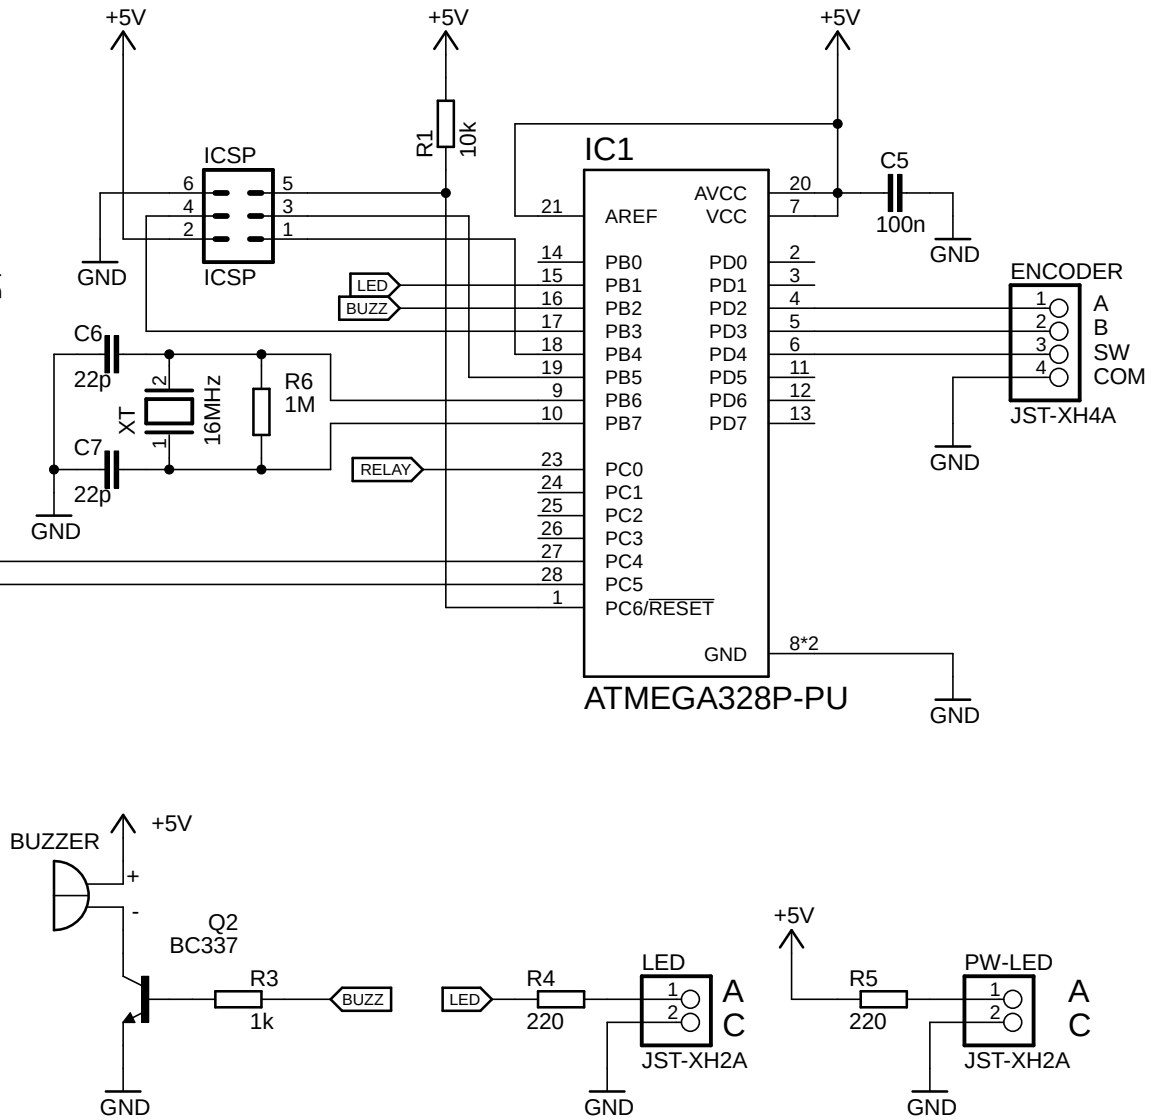 +5V
+5V
+5V
R1
10k
ICSP
6 5
4 3
2 1
ICSP
GND
IC1
21 AREF
14 PB0
15 PB1
16 PB2
17 PB3
18 PB4
19 PB5
9 PB6
10 PB7
23 PC0
24 PC1
25 PC2
26 PC3
27 PC4
28 PC5
1 PC6/RESET
AVCC 20
VCC 7
PD0 2
PD1 3
PD2 4
PD3 5
PD4 6
PD5 11
PD6 12
PD7 13
GND 8*2
ATMEGA328P-PU
GND
C5
100n
GND
LED
BUZZ
RELAY
C6
22p
C7
22p
GND
XT
2
1
16MHz
R6
1M
ENCODER
1 A
2 B
3 SW
4 COM
JST-XH4A
GND
BUZZER
+5V
+
-
Q2
BC337
R3
1k
BUZZ
GND
LED
R4
220
LED
1 A
2 C
JST-XH2A
GND
+5V
R5
220
PW-LED
1 A
2 C
JST-XH2A
GND